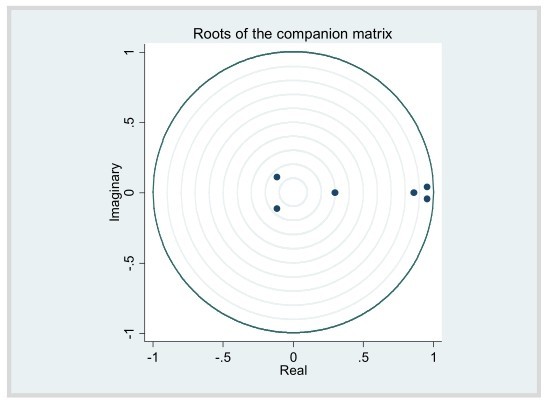 Roots of the companion matrix
1
.5
0
-.5
-1
Imaginary
-1 -.5 0 .5 1
Real